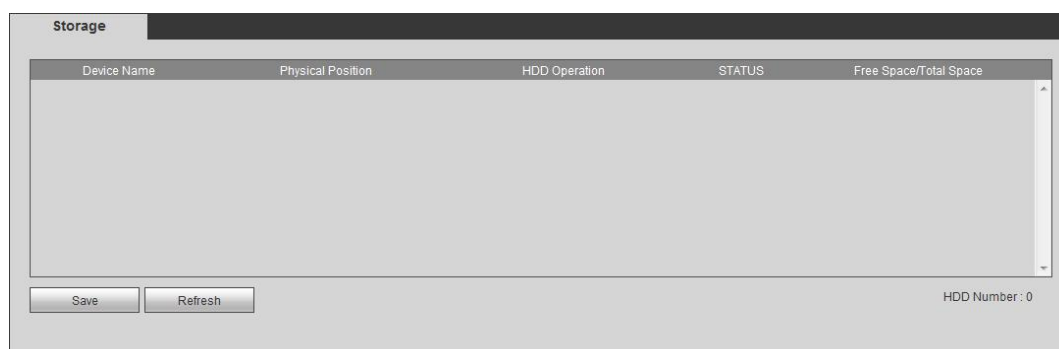 Storage
Device Name Physical Position HDD Operation STATUS Free Space/Total Space
Save Refresh HDD Number : 0